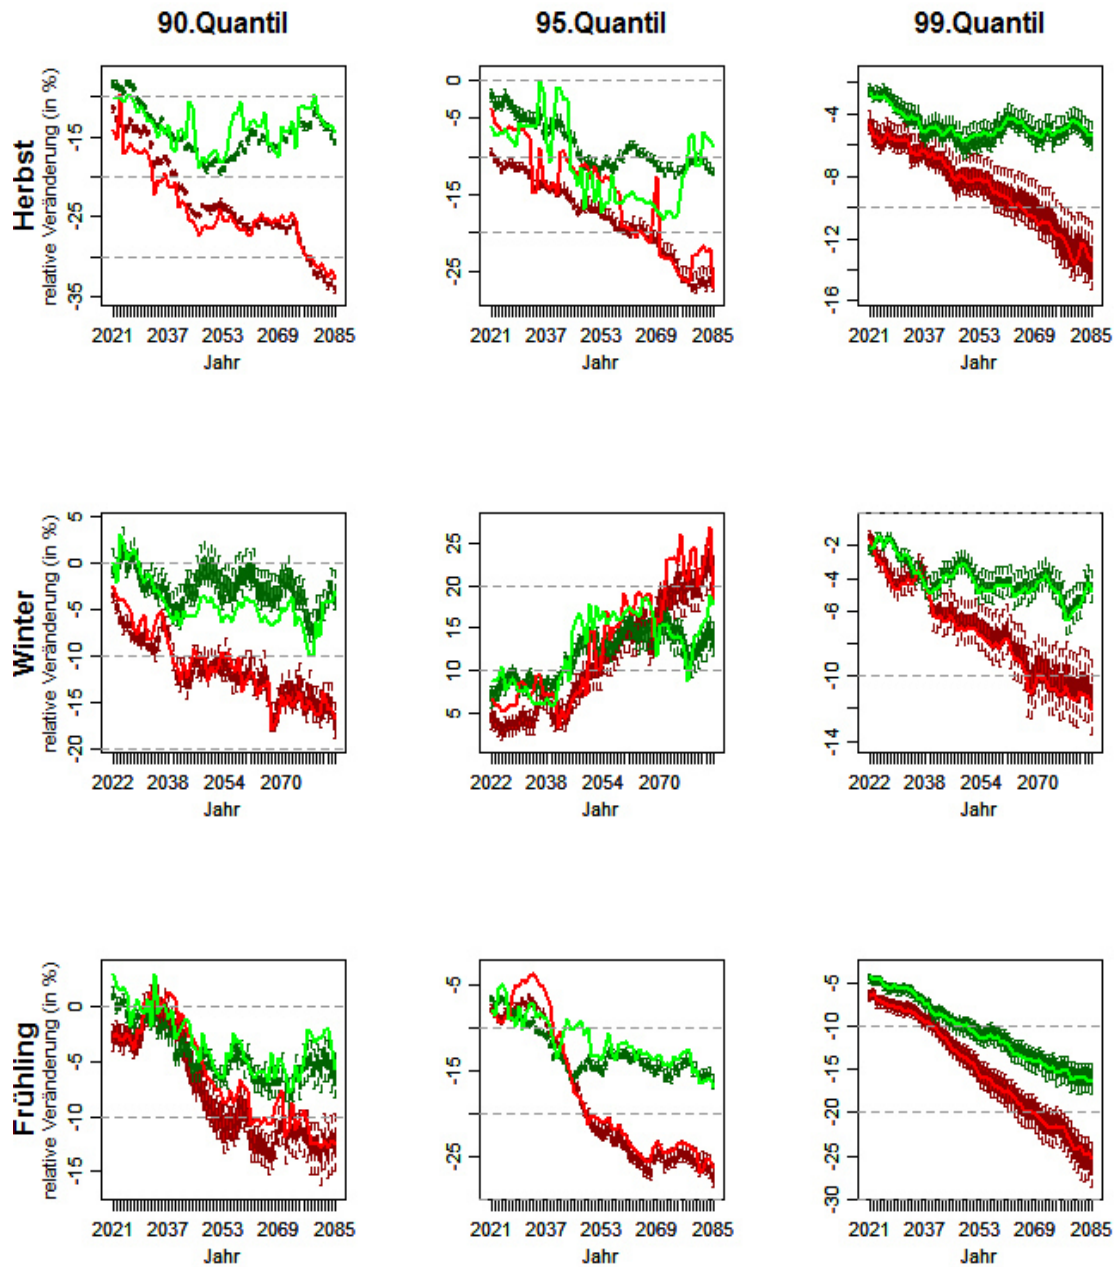 90.Quantil 95.Quantil 99.Quantil
Herbst
relative Veränderung (in %)
-15
-25
-35
2021 2037 2053 2069 2085
Jahr
0
-5
-15
-25
2021 2037 2053 2069 2085
Jahr
-4
-8
-12
-16
2021 2037 2053 2069 2085
Jahr
Winter
relative Veränderung (in %)
5
0
-5
-10
-15
-20
2022 2038 2054 2070
Jahr
25
20
15
10
5
2022 2038 2054 2070
Jahr
-2
-4
-6
-10
-14
2022 2038 2054 2070
Jahr
Frühling
relative Veränderung (in %)
0
-5
-10
-15
2021 2037 2053 2069 2085
Jahr
-5
-15
-25
2021 2037 2053 2069 2085
Jahr
-5
-10
-15
-20
-25
-30
2021 2037 2053 2069 2085
Jahr